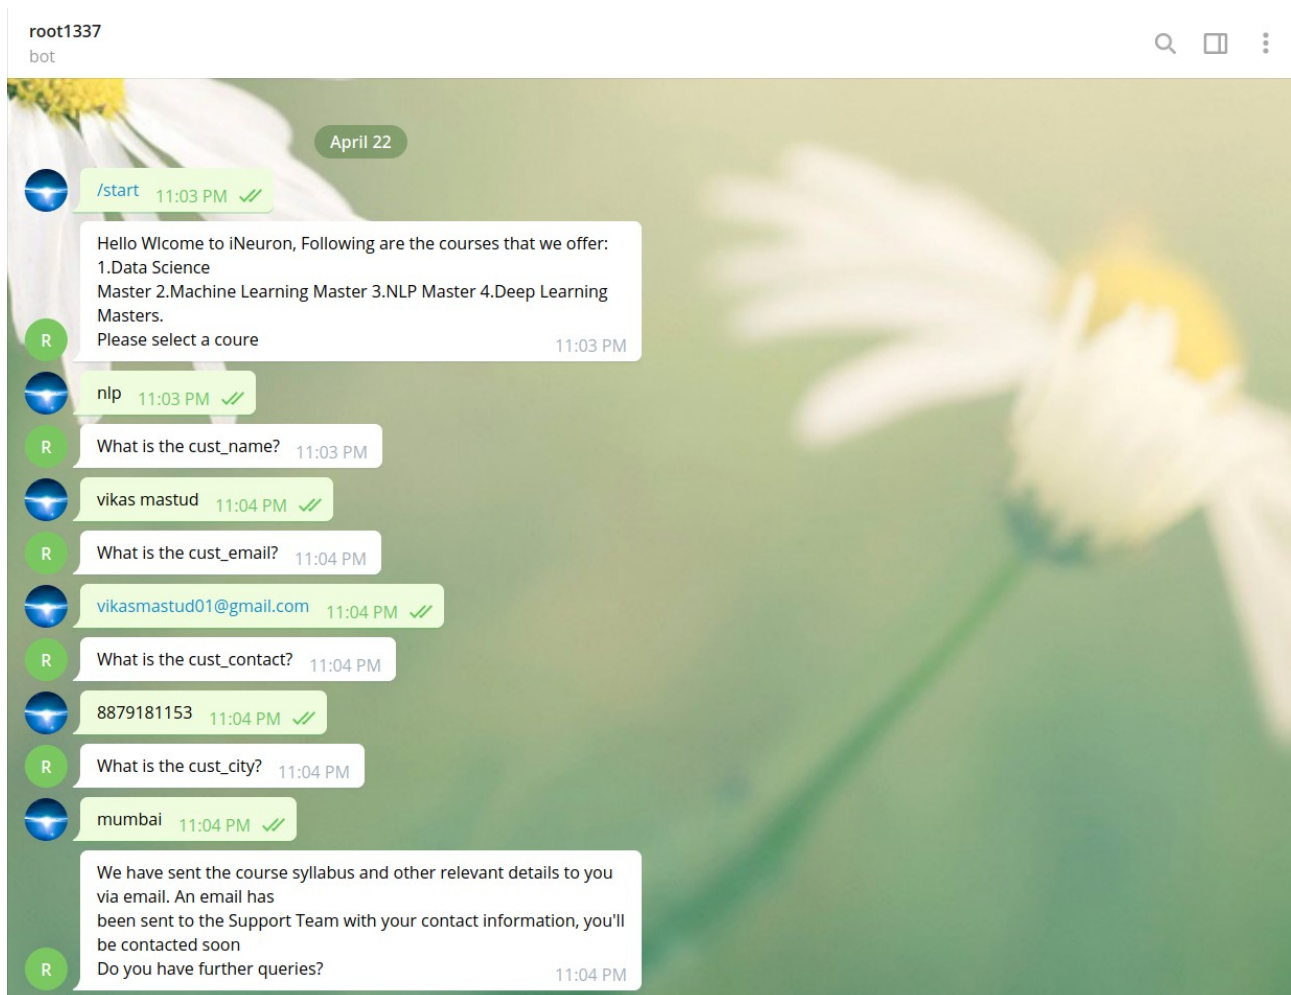 root1337
bot
April 22
/start 11:03 PM
Hello Wlcome to iNeuron, Following are the courses that we offer:
1.Data Science
Master 2.Machine Learning Master 3.NLP Master 4.Deep Learning
Masters.
Please select a coure 11:03 PM
R
nlp 11:03 PM
R
What is the cust_name? 11:03 PM
vikas mastud 11:04 PM
R
What is the cust_email? 11:04 PM
vikasmastud01@gmail.com 11:04 PM
R
What is the cust_contact? 11:04 PM
8879181153 11:04 PM
R
What is the cust_city? 11:04 PM
mumbai 11:04 PM
We have sent the course syllabus and other relevant details to you
via email. An email has
been sent to the Support Team with your contact information, you'll
be contacted soon
Do you have further queries? 11:04 PM
R